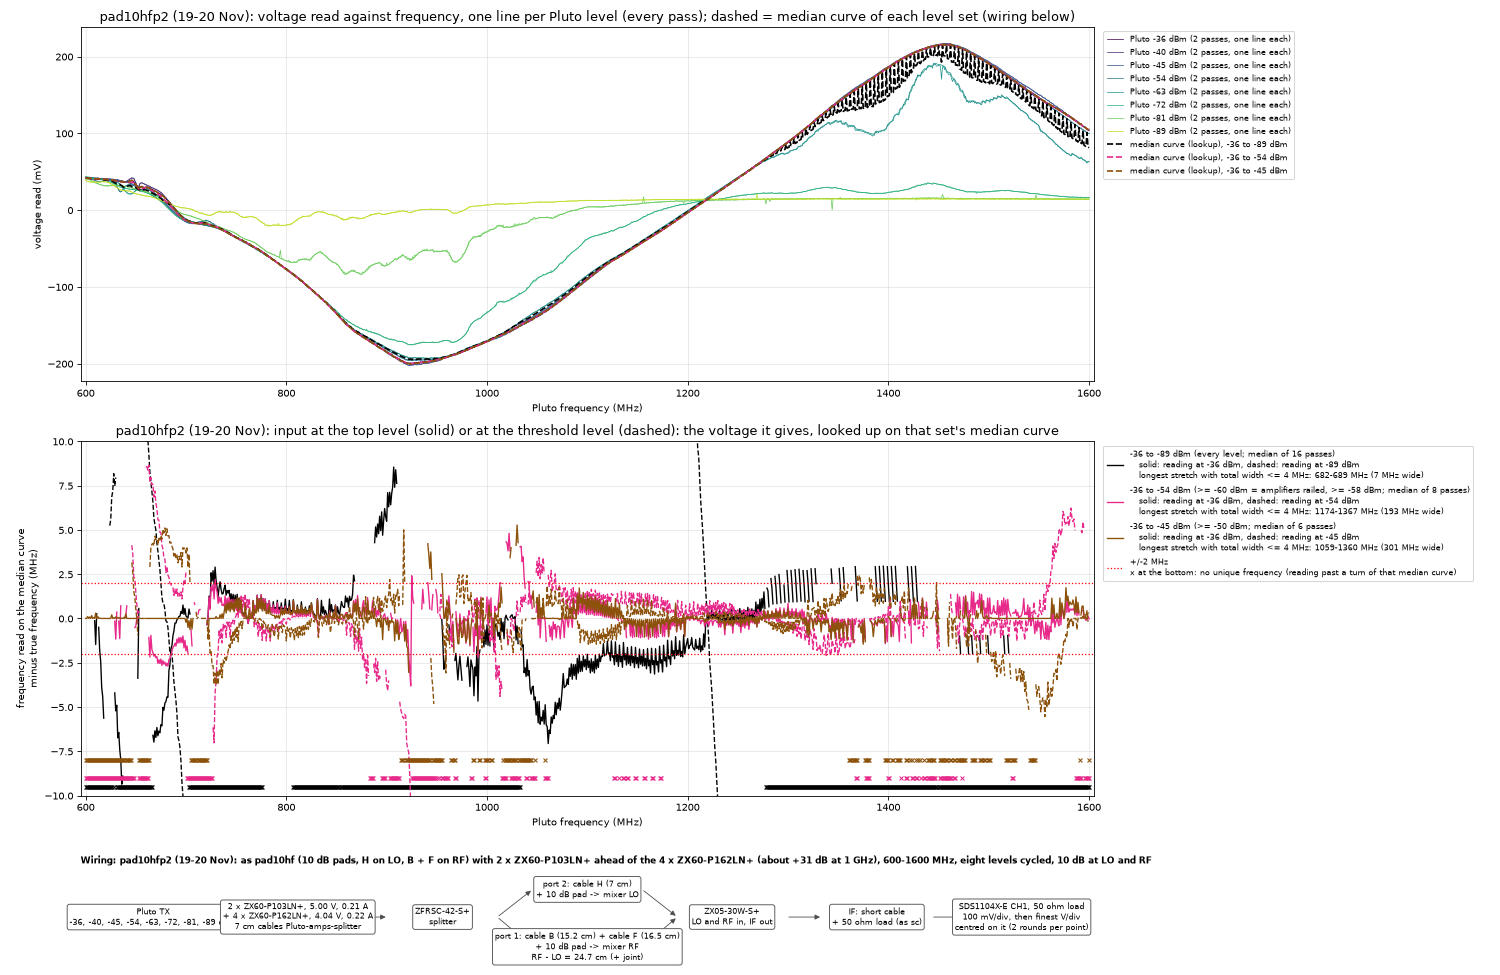 pad10hfp2 (19-20 Nov): voltage read against frequency, one line per Pluto level (every pass); dashed = median curve of each level set (wiring below)
voltage read (mV)
200
100
0
−100
−200
600
800
1000
1200
1400
1600
Pluto frequency (MHz)
Pluto -36 dBm (2 passes, one line each)
Pluto -40 dBm (2 passes, one line each)
Pluto -45 dBm (2 passes, one line each)
Pluto -54 dBm (2 passes, one line each)
Pluto -63 dBm (2 passes, one line each)
Pluto -72 dBm (2 passes, one line each)
Pluto -81 dBm (2 passes, one line each)
Pluto -89 dBm (2 passes, one line each)
median curve (lookup), -36 to -89 dBm
median curve (lookup), -36 to -54 dBm
median curve (lookup), -36 to -45 dBm
pad10hfp2 (19-20 Nov): input at the top level (solid) or at the threshold level (dashed): the voltage it gives, looked up on that set's median curve
frequency read on the median curve
minus true frequency (MHz)
10.0
7.5
5.0
2.5
0.0
−2.5
−5.0
−7.5
−10.0
600
800
1000
1200
1400
1600
Pluto frequency (MHz)
-36 to -89 dBm (every level; median of 16 passes)
solid: reading at -36 dBm, dashed: reading at -89 dBm
longest stretch with total width <= 4 MHz: 682-689 MHz (7 MHz wide)
-36 to -54 dBm (>= -60 dBm = amplifiers railed, >= -58 dBm; median of 8 passes)
solid: reading at -36 dBm, dashed: reading at -54 dBm
longest stretch with total width <= 4 MHz: 1174-1367 MHz (193 MHz wide)
-36 to -45 dBm (>= -50 dBm; median of 6 passes)
solid: reading at -36 dBm, dashed: reading at -45 dBm
longest stretch with total width <= 4 MHz: 1059-1360 MHz (301 MHz wide)
+/-2 MHz
x at the bottom: no unique frequency (reading past a turn of that median curve)
Wiring: pad10hfp2 (19-20 Nov): as pad10hf (10 dB pads, H on LO, B + F on RF) with 2 x ZX60-P103LN+ ahead of the 4 x ZX60-P162LN+ (about +31 dB at 1 GHz), 600-1600 MHz, eight levels cycled, 10 dB at LO and RF
Pluto TX
-36, -40, -45, -54, -63, -72, -81, -89
2 x ZX60-P103LN+, 5.00 V, 0.21 A
+ 4 x ZX60-P162LN+, 4.04 V, 0.22 A
7 cm cables Pluto-amps-splitter
ZFRSC-42-S+
splitter
port 2: cable H (7 cm)
+ 10 dB pad -> mixer LO
port 1: cable B (15.2 cm) + cable F (16.5 cm)
+ 10 dB pad -> mixer RF
RF - LO = 24.7 cm (+ joint)
ZX05-30W-S+
LO and RF in, IF out
IF: short cable
+ 50 ohm load (as sc)
SDS1104X-E CH1, 50 ohm load
100 mV/div, then finest V/div
centred on it (2 rounds per point)